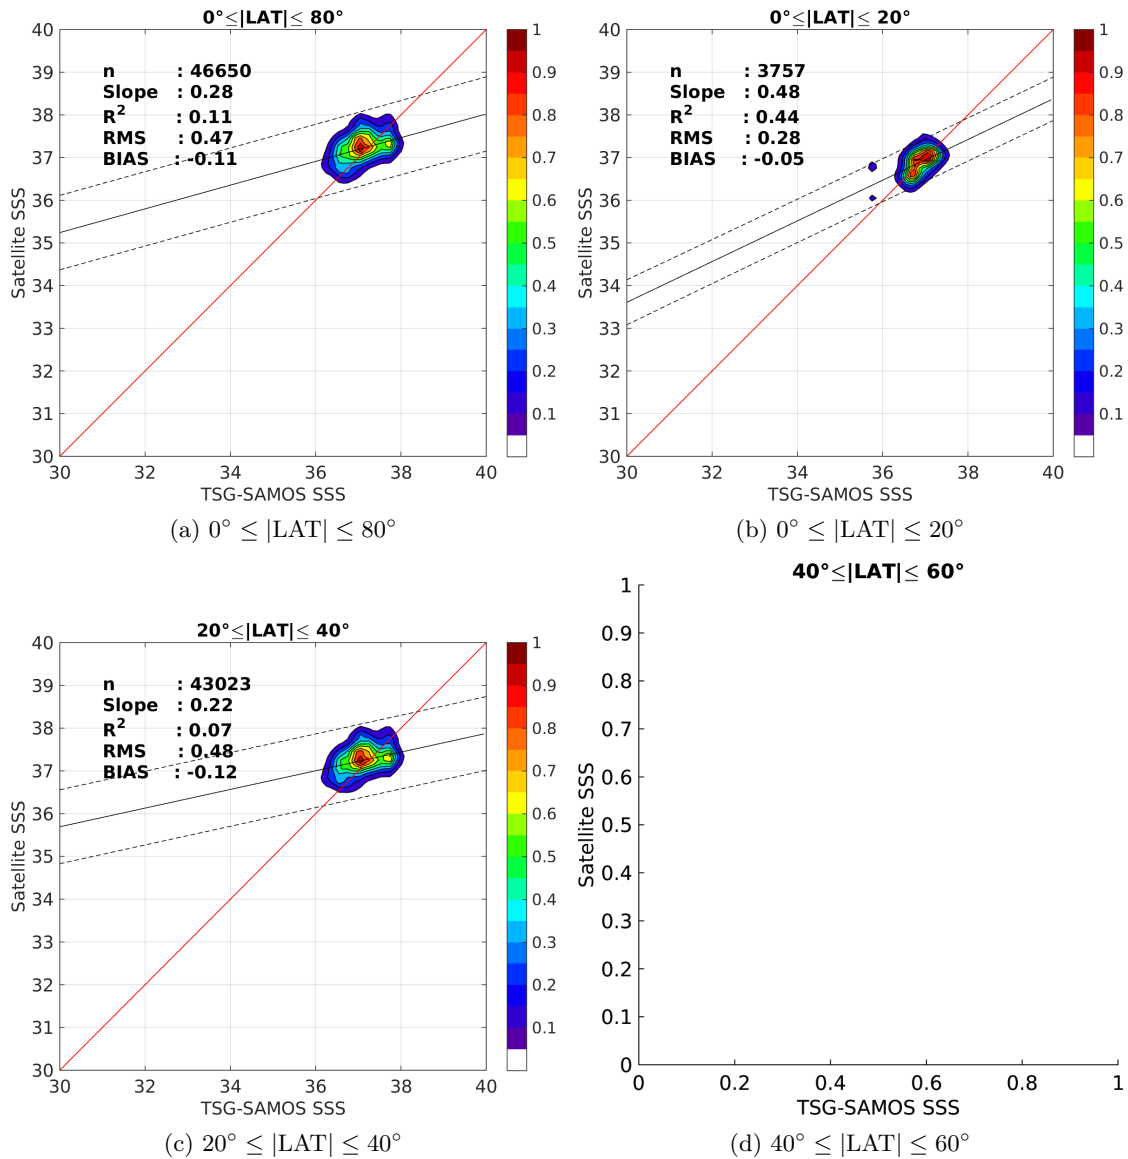 0°≤|LAT|≤ 80°
n : 46650
Slope : 0.28
R2 : 0.11
RMS : 0.47
BIAS : -0.11
40
39
38
37
36
35
34
33
32
31
30
Satellite SSS
30 32 34 36 38 40
TSG-SAMOS SSS
1
0.9
0.8
0.7
0.6
0.5
0.4
0.3
0.2
0.1
(a) 0° ≤ |LAT| ≤ 80°
0°≤|LAT|≤ 20°
n : 3757
Slope : 0.48
R2 : 0.44
RMS : 0.28
BIAS : -0.05
40
39
38
37
36
35
34
33
32
31
30
Satellite SSS
30 32 34 36 38 40
TSG-SAMOS SSS
1
0.9
0.8
0.7
0.6
0.5
0.4
0.3
0.2
0.1
(b) 0° ≤ |LAT| ≤ 20°
20°≤|LAT|≤ 40°
n : 43023
Slope : 0.22
R2 : 0.07
RMS : 0.48
BIAS : -0.12
40
39
38
37
36
35
34
33
32
31
30
Satellite SSS
30 32 34 36 38 40
TSG-SAMOS SSS
1
0.9
0.8
0.7
0.6
0.5
0.4
0.3
0.2
0.1
(c) 20° ≤ |LAT| ≤ 40°
40°≤|LAT|≤ 60°
1
0.9
0.8
0.7
0.6
0.5
0.4
0.3
0.2
0.1
0
Satellite SSS
0 0.2 0.4 0.6 0.8 1
TSG-SAMOS SSS
(d) 40° ≤ |LAT| ≤ 60°